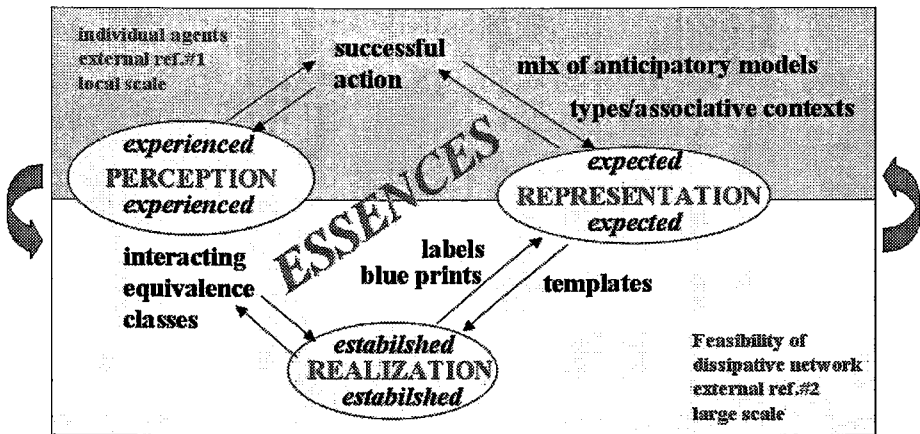 individual agents
external ref.#1
local scale
successful
action
mix of anticipatory models
types/associative contexts
experienced
PERCEPTION
experienced
ESSENCES
expected
REPRESENTATION
expected
interacting
equivalence
classes
labels
blue prints
templates
estabilshed
REALIZATION
estabilshed
Feasibility of
dissipative network
external ref.#2
large scale